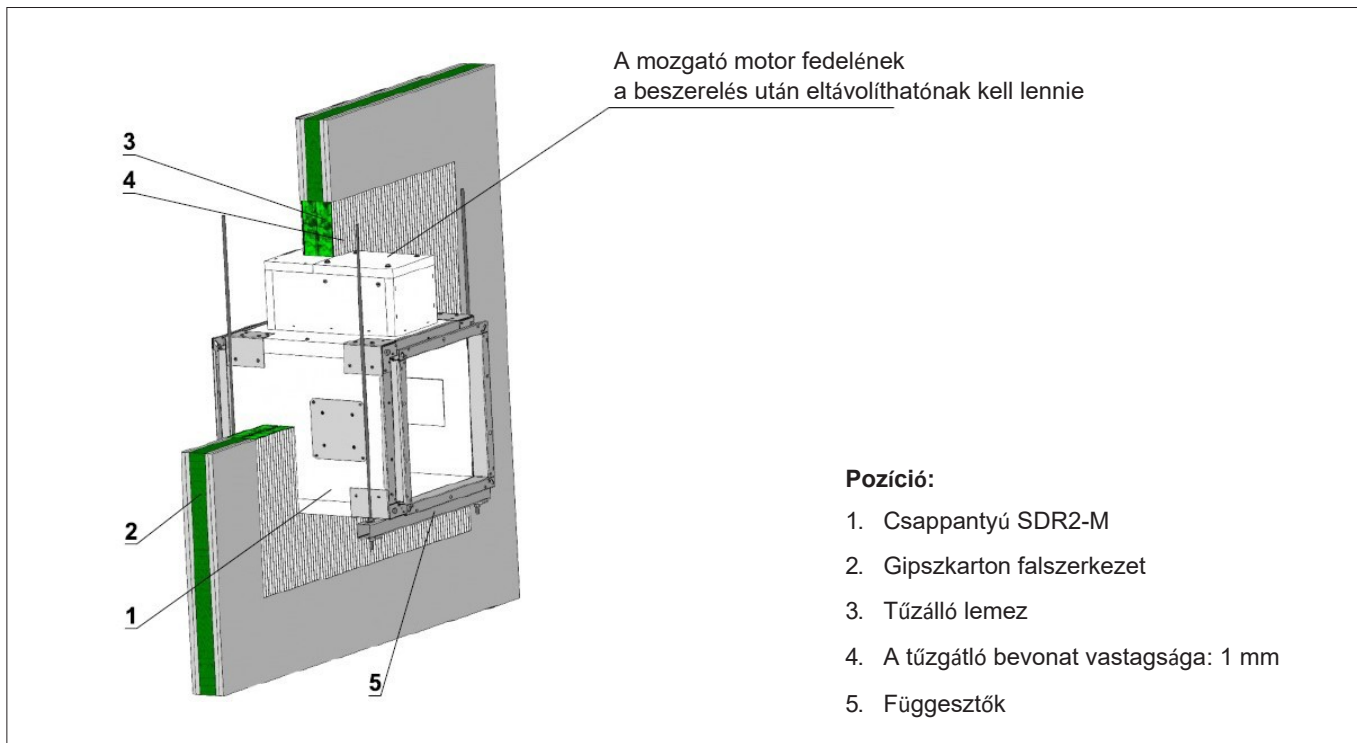 A mozgató motor fedelének
a beszerelés után eltávolíthatónak kell lennie
3
4
2
1
5
Pozíció:
1. Csappantyú SDR2-M
2. Gipszkarton falszerkezet
3. Tűzálló lemez
4. A tűzgátló bevonat vastagsága: 1 mm
5. Függesztők